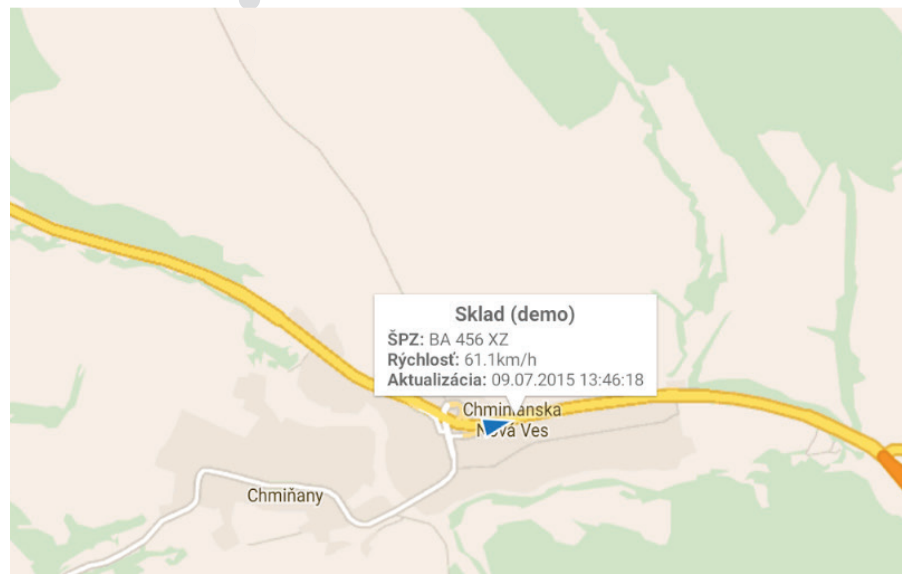 Sklad (demo)
ŠPZ: BA 456 XZ
Rýchlosť: 61.1km/h
Aktualizácia: 09.07.2015 13:46:18
Chminianska
Nová Ves
Chmiňany